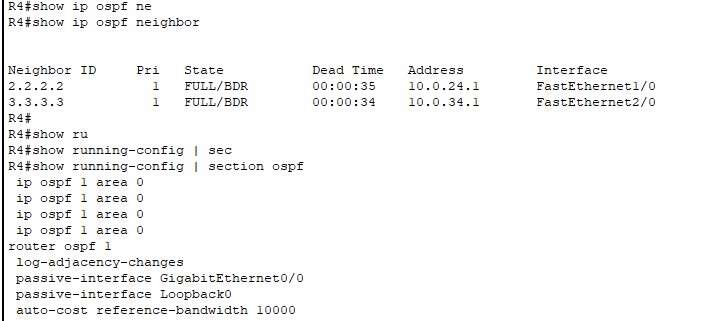 R4#show ip ospf ne
R4#show ip ospf neighbor
Neighbor ID     Pri   State           Dead Time   Address         Interface
2.2.2.2           1   FULL/BDR        00:00:35    10.0.24.1       FastEthernet1/0
3.3.3.3           1   FULL/BDR        00:00:34    10.0.34.1       FastEthernet2/0
R4#
R4#show ru
R4#show running-config | sec
R4#show running-config | section ospf
 ip ospf 1 area 0
 ip ospf 1 area 0
 ip ospf 1 area 0
 ip ospf 1 area 0
router ospf 1
 log-adjacency-changes
 passive-interface GigabitEthernet0/0
 passive-interface Loopback0
 auto-cost reference-bandwidth 10000